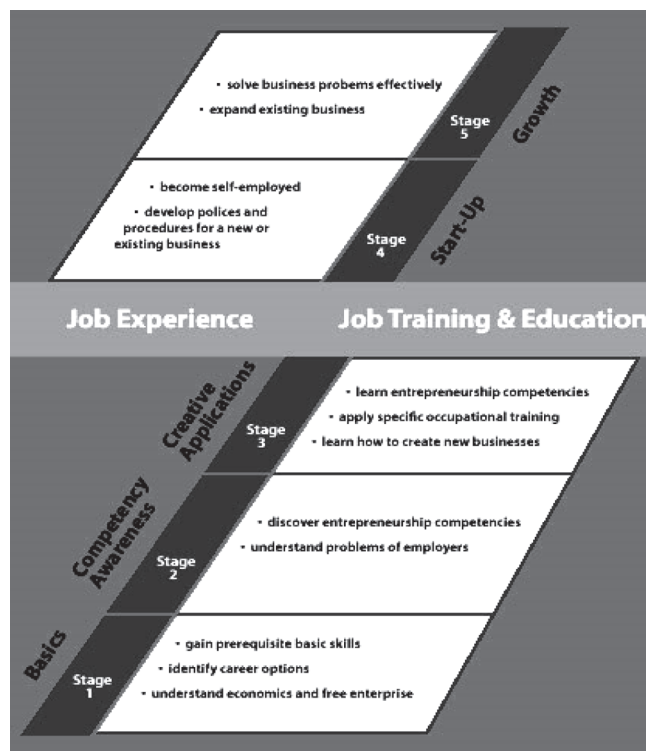 • solve business probems effectively
• expand existing business
Stage
5
Growth
• become self-employed
• develop polices and
procedures for a new or
existing business
Stage
4
Start-Up
Job Experience
Job Training & Education
Creative
Applications
Stage
3
• learn entrepreneurship competencies
• apply specific occupational training
• learn how to create new businesses
Competency
Awareness
Stage
2
• discover entrepreneurship competencies
• understand problems of employers
Basics
Stage
1
• gain prerequisite basic skills
• identify career options
• understand economics and free enterprise